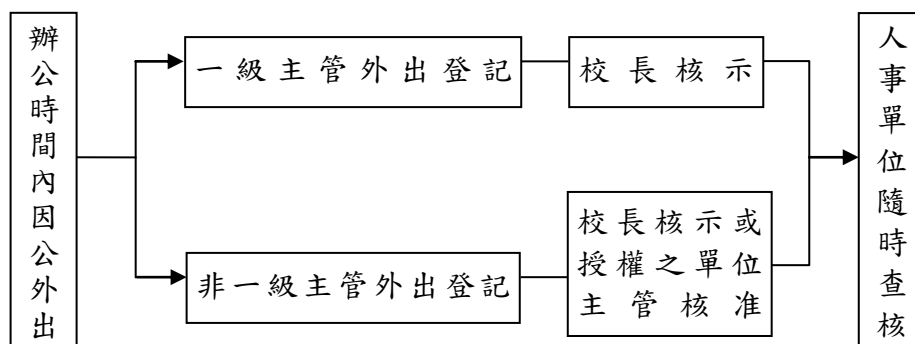 辦公時間內因公外出
一級主管外出登記
校長核示
非一級主管外出登記
校長核示或
授權之單位
主管核准
人事單位隨時查核